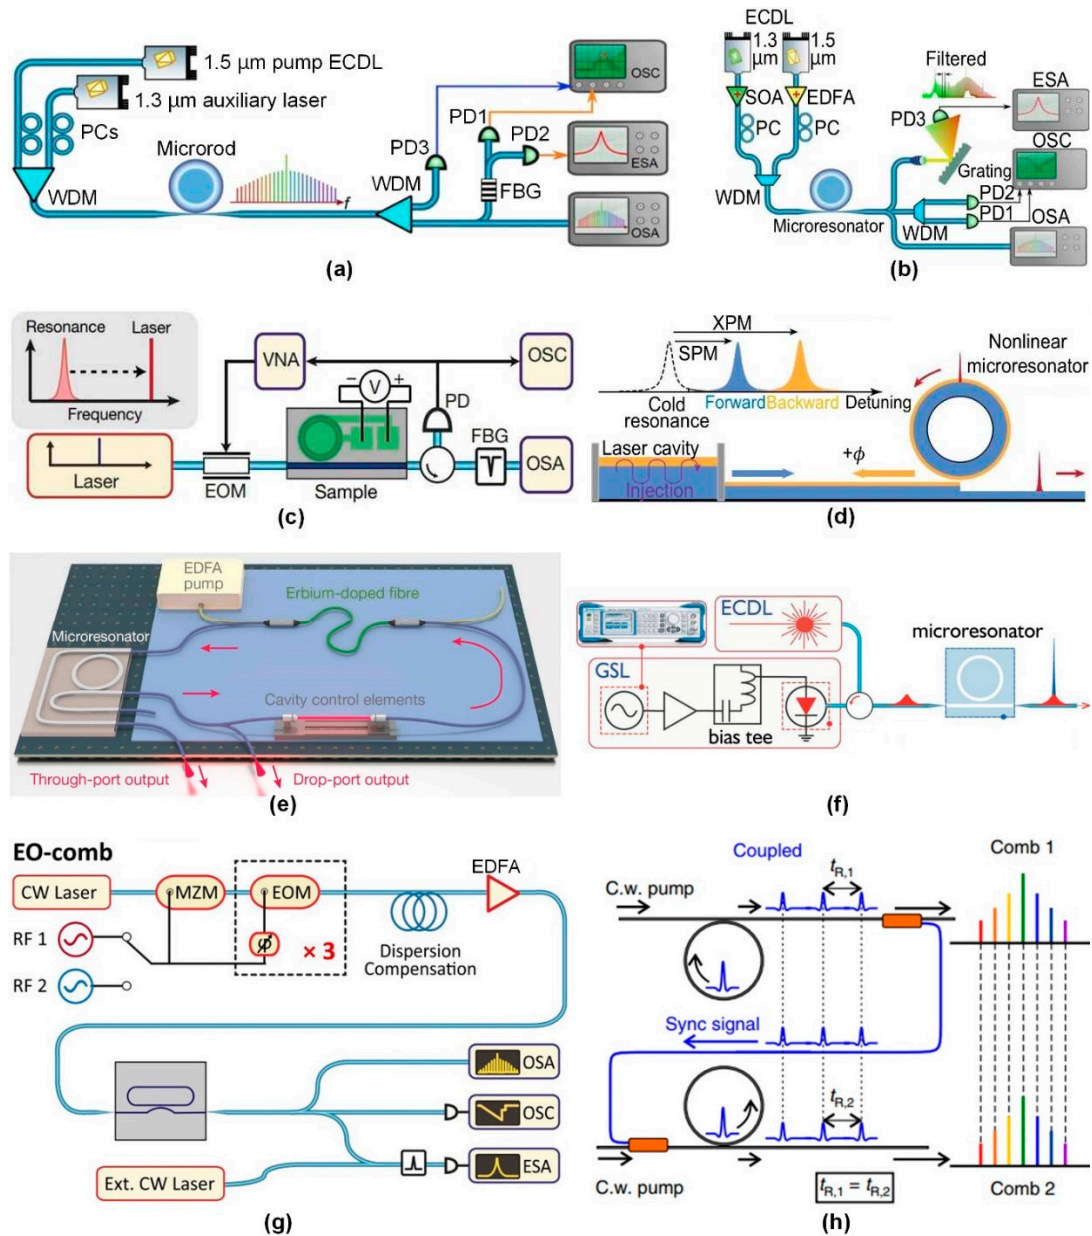 1.5 µm pump ECDL
1.3 µm auxiliary laser
PCs
WDM
Microrod
f
WDM
PD3
PD1
PD2
FBG
OSC
ESA
OSA
(a)
ECDL
1.3
µm
1.5
µm
SOA
EDFA
PC
PC
WDM
Microresonator
Filtered
PD3
Grating
PD2
PD1
WDM
ESA
OSC
OSA
(b)
Resonance
Laser
Frequency
Laser
EOM
VNA
V
Sample
PD
FBG
OSC
OSA
(c)
XPM
SPM
Cold
resonance
Forward
Backward
Detuning
Nonlinear
microresonator
Laser cavity
Injection
+ϕ
(d)
EDFA
pump
Erbium-doped fibre
Microresonator
Cavity control elements
Through-port output
Drop-port output
(e)
ECDL
GSL
bias tee
microresonator
(f)
EO-comb
CW Laser
MZM
EOM
φ
× 3
RF 1
RF 2
Dispersion
Compensation
EDFA
OSA
OSC
ESA
Ext. CW Laser
(g)
Coupled
tR,1
C.w. pump
Sync signal
tR,2
C.w. pump
tR,1 = tR,2
Comb 1
Comb 2
(h)